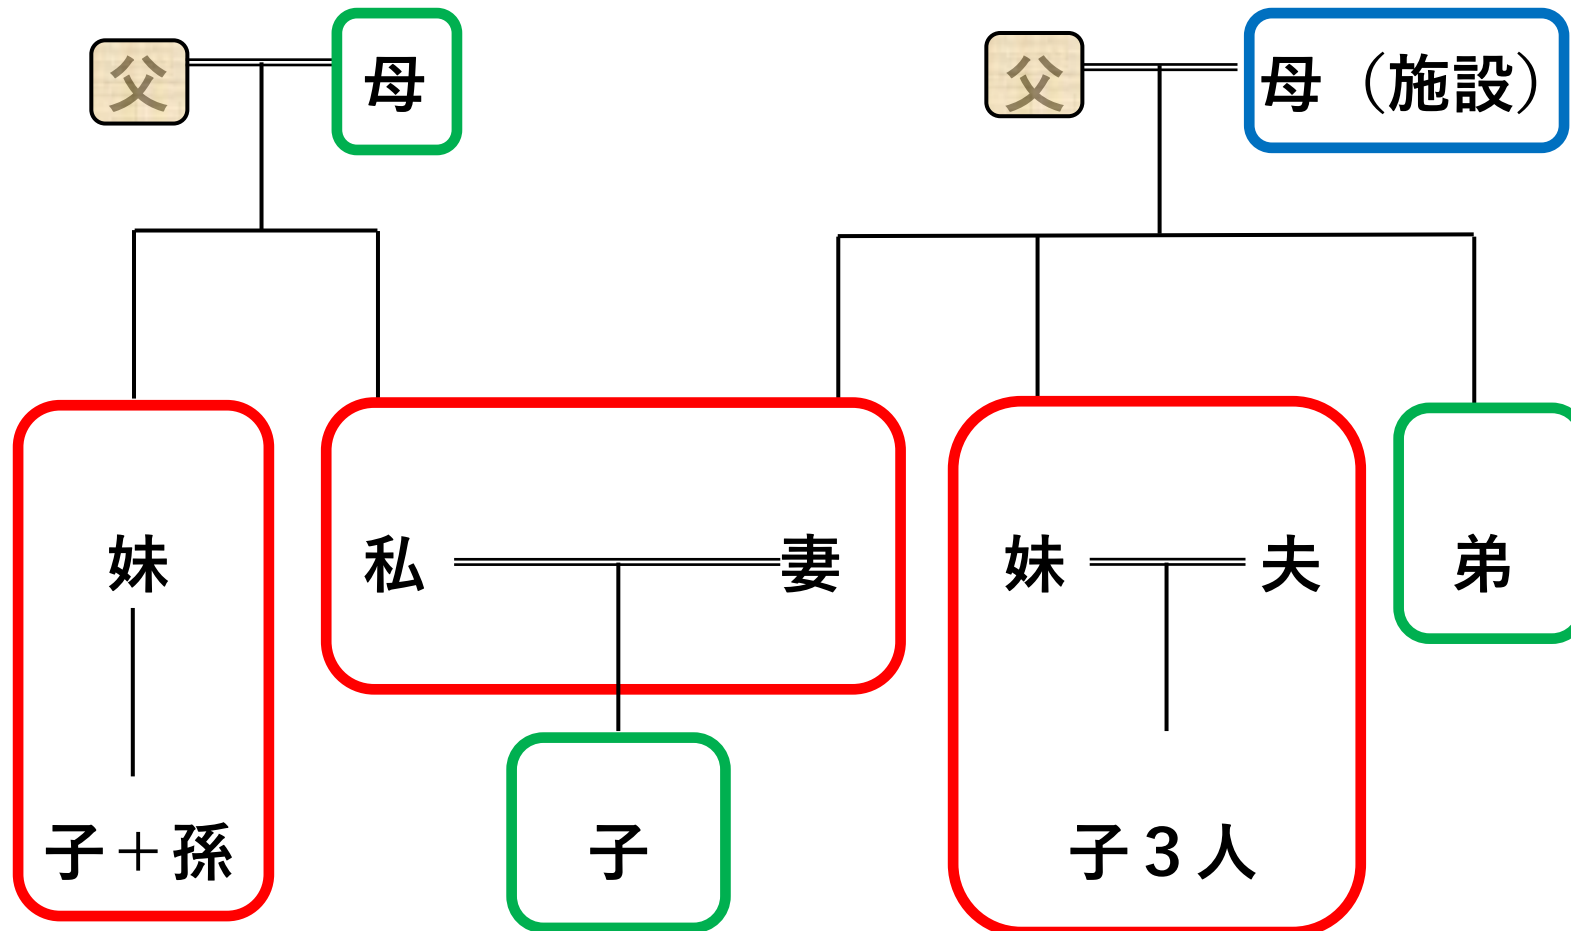 父 母 父 母（施設）
妹 私 妻 妹 夫 弟
子＋孫 子 子３人